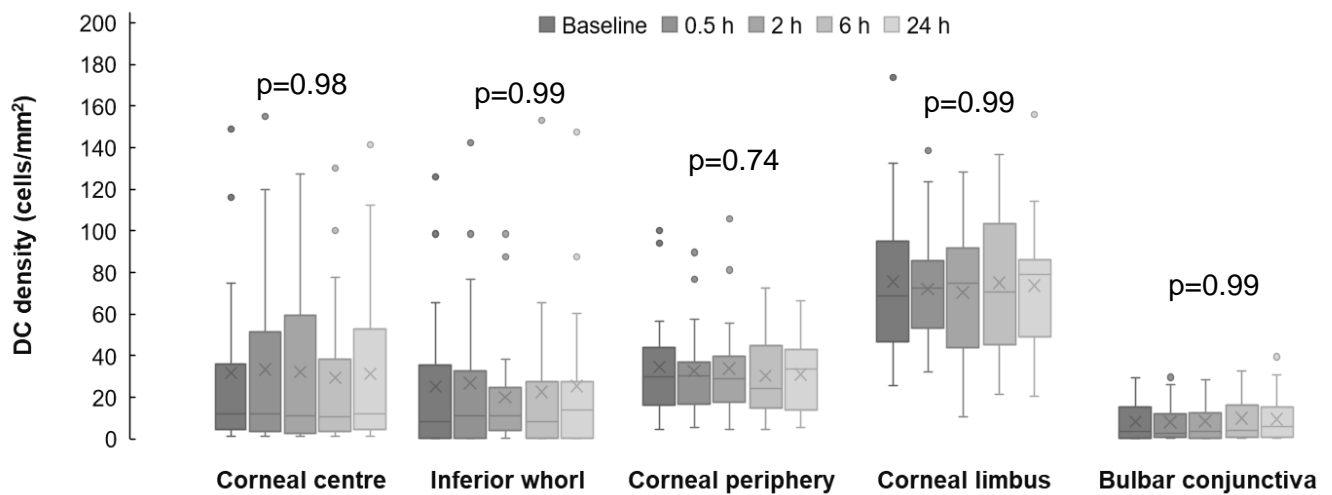 DC density (cells/mm²)
200
180
160
140
120
100
80
60
40
20
0
Baseline 0.5 h 2 h 6 h 24 h
p=0.98
p=0.99
p=0.74
p=0.99
p=0.99
Corneal centre
Inferior whorl
Corneal periphery
Corneal limbus
Bulbar conjunctiva